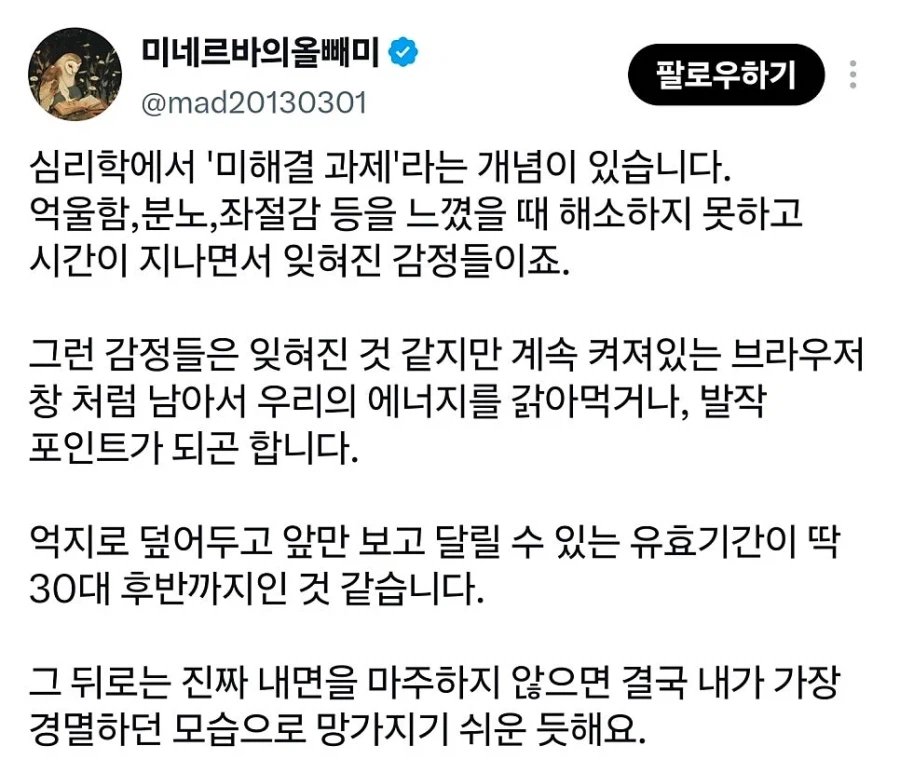 미네르바의올빼미
@mad20130301
팔로우하기
심리학에서 '미해결 과제'라는 개념이 있습니다.
억울함,분노,좌절감 등을 느꼈을 때 해소하지 못하고
시간이 지나면서 잊혀진 감정들이죠.
그런 감정들은 잊혀진 것 같지만 계속 켜져있는 브라우저
창 처럼 남아서 우리의 에너지를 갉아먹거나, 발작
포인트가 되곤 합니다.
억지로 덮어두고 앞만 보고 달릴 수 있는 유효기간이 딱
30대 후반까지인 것 같습니다.
그 뒤로는 진짜 내면을 마주하지 않으면 결국 내가 가장
경멸하던 모습으로 망가지기 쉬운 듯해요.